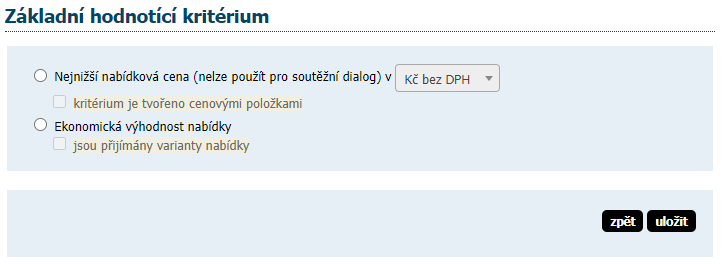 Základní hodnotící kritérium
Nejnižší nabídková cena (nelze použít pro soutěžní dialog) v Kč bez DPH
kritérium je tvořeno cenovými položkami
Ekonomická výhodnost nabídky
jsou přijímány varianty nabídky
zpět uložit